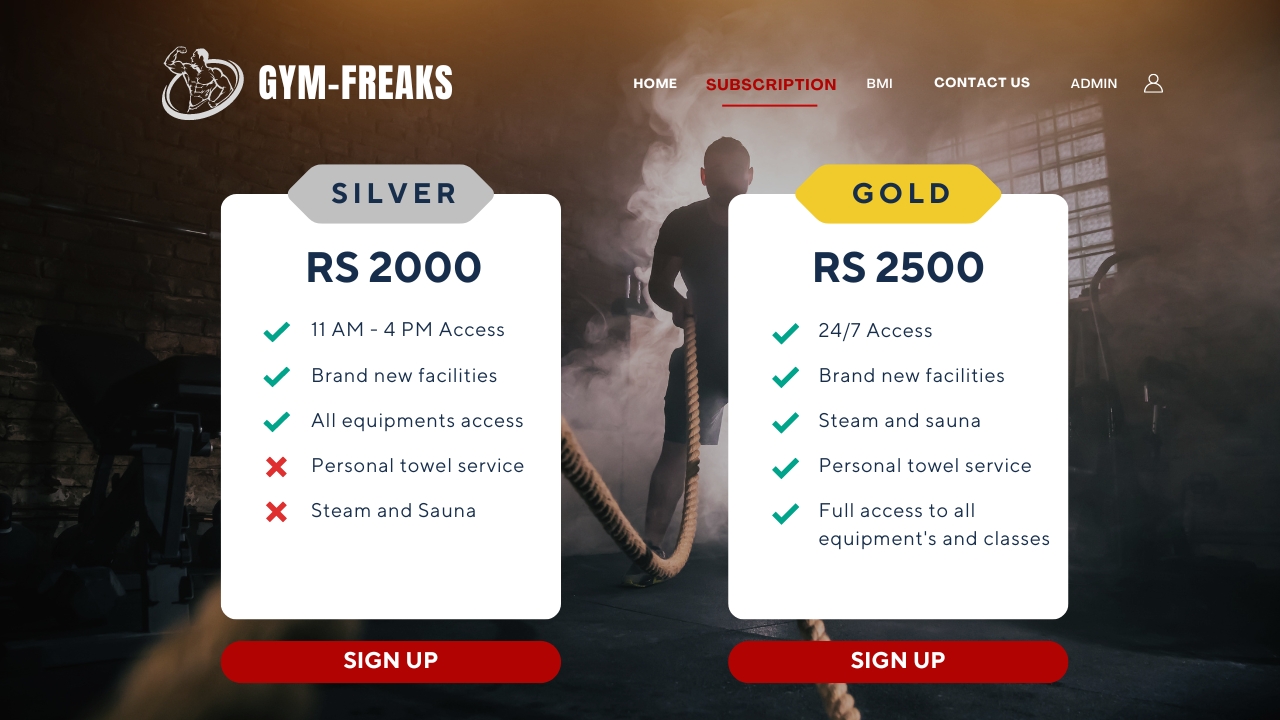 GYM-FREAKS
HOME SUBSCRIPTION BMI CONTACT US ADMIN
SILVER
RS 2000
11 AM - 4 PM Access
Brand new facilities
All equipments access
Personal towel service
Steam and Sauna
SIGN UP
GOLD
RS 2500
24/7 Access
Brand new facilities
Steam and sauna
Personal towel service
Full access to all
equipment's and classes
SIGN UP